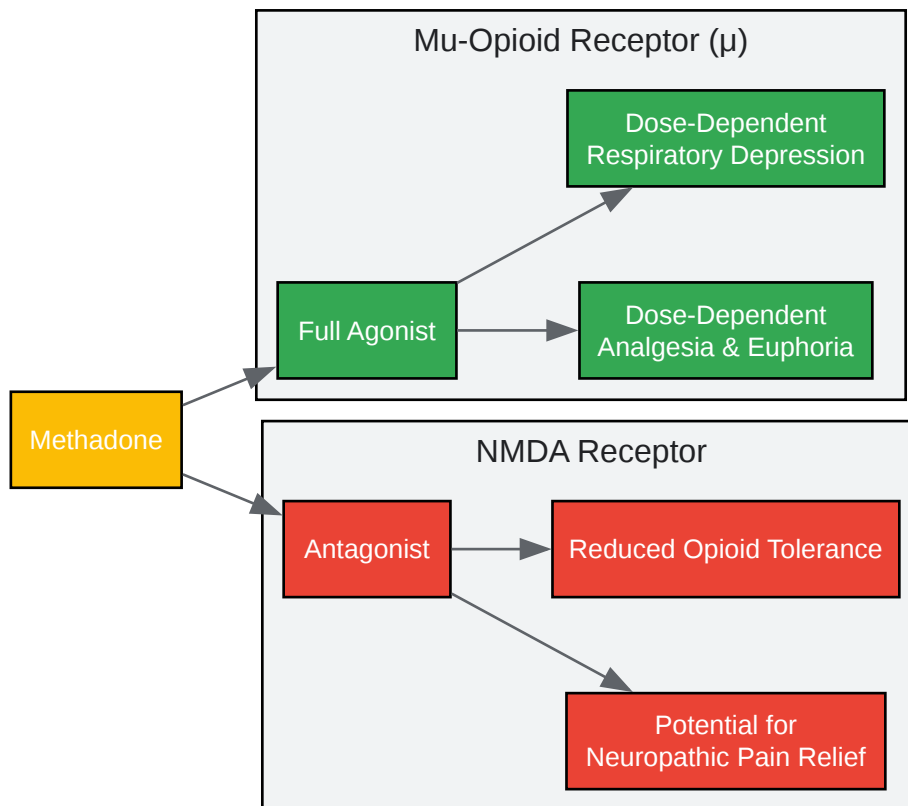 Mu-Opioid Receptor (μ)
Dose-Dependent
Respiratory Depression
Full Agonist
Dose-Dependent
Analgesia & Euphoria
Methadone
NMDA Receptor
Antagonist
Reduced Opioid Tolerance
Potential for
Neuropathic Pain Relief